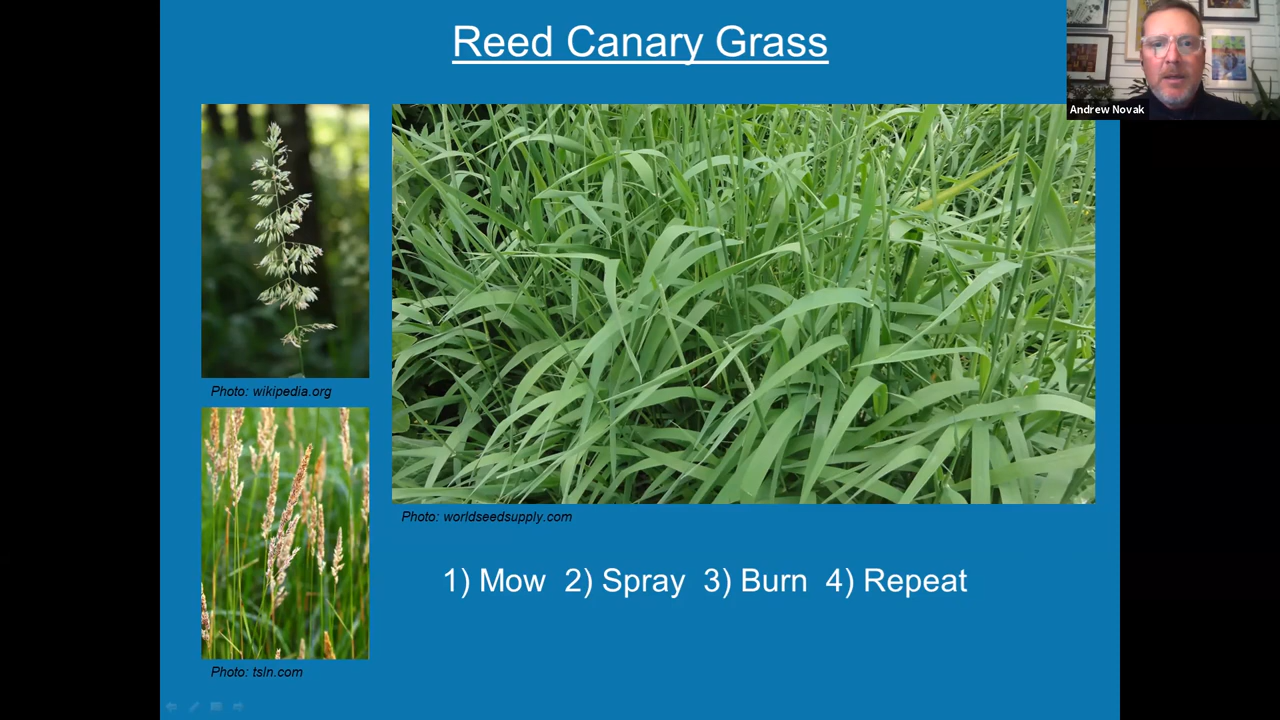 Reed Canary Grass
Andrew Novak
Photo: wikipedia.org
Photo: worldseedsupply.com
1) Mow 2) Spray 3) Burn 4) Repeat
Photo: tsln.com